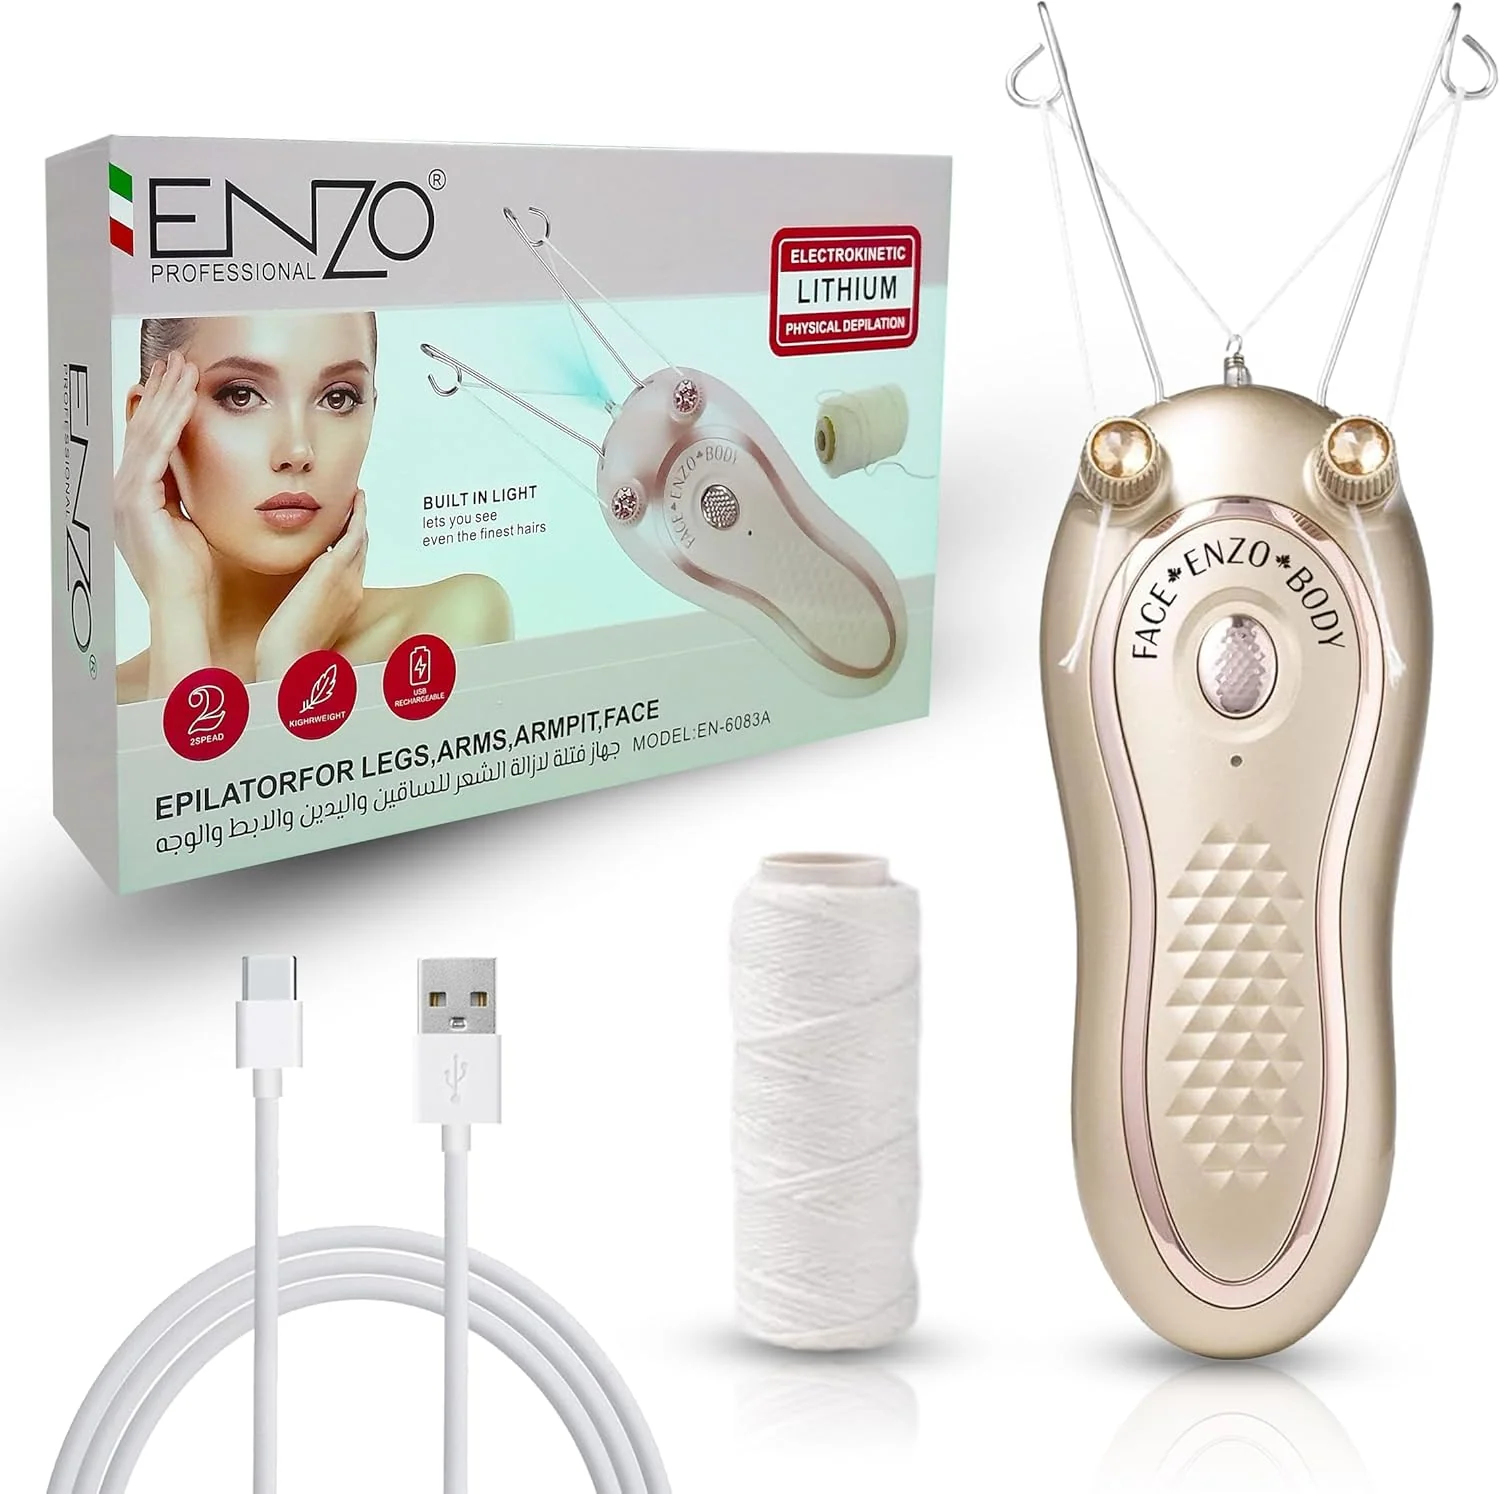 ENZO®
PROFESSIONAL
ELECTROKINETIC
LITHIUM
PHYSICAL DEPILATION
BUILT IN LIGHT
lets you see
even the finest hairs
FACE ENZO BODY
2
2SPEAD
KIGHRWEIGHT
USB
RECHARGEABLE
EPILATORFOR LEGS,ARMS,ARMPIT,FACE
جهاز فتلة لازالة الشعر للساقين واليدين والابط والوجه
MODEL:EN-6083A
ENZO®
PROFESSIONAL
FACE ENZO BODY